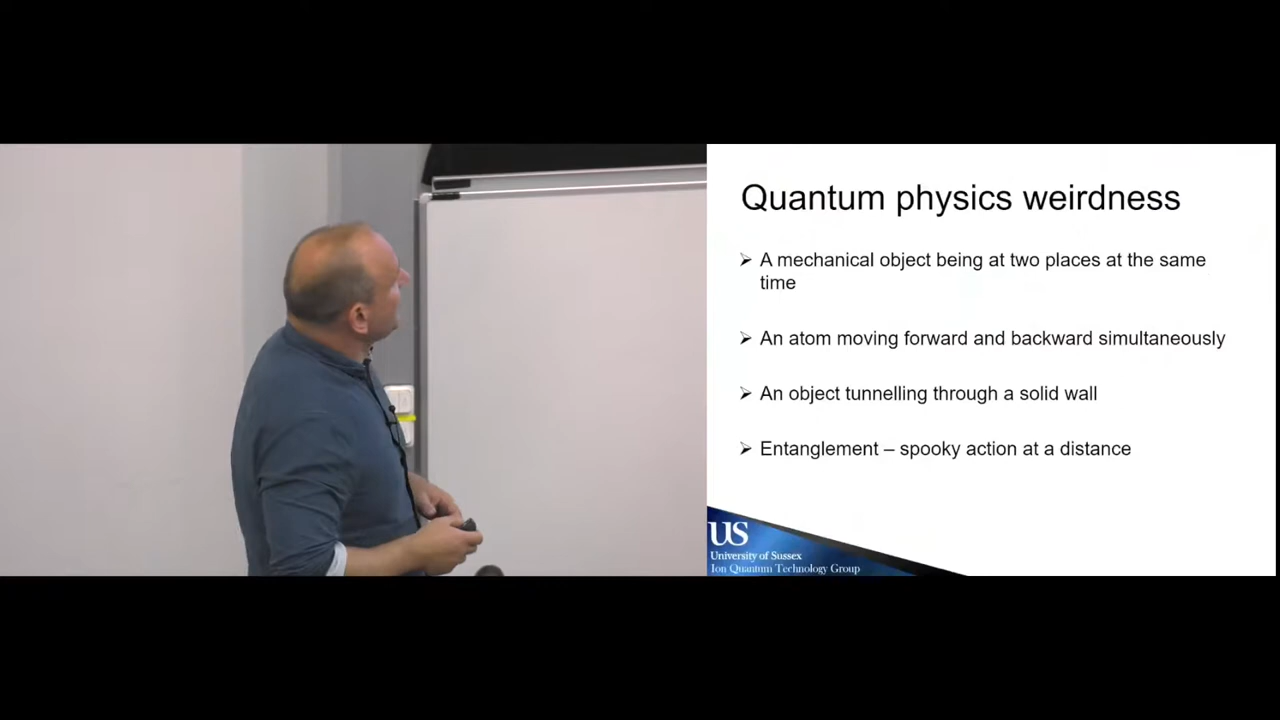 Quantum physics weirdness
➢ A mechanical object being at two places at the same
time
➢ An atom moving forward and backward simultaneously
➢ An object tunnelling through a solid wall
➢ Entanglement – spooky action at a distance
US
University of Sussex
Ion Quantum Technology Group